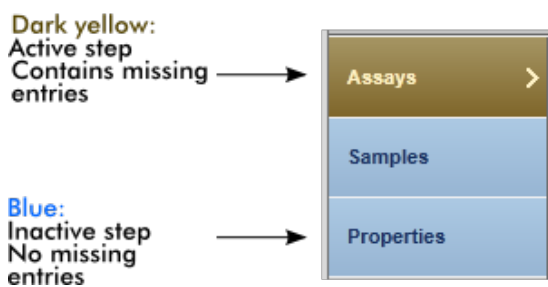 Dark yellow:
Active step
Contains missing
entries
Assays
Samples
Blue:
Inactive step
No missing
entries
Properties